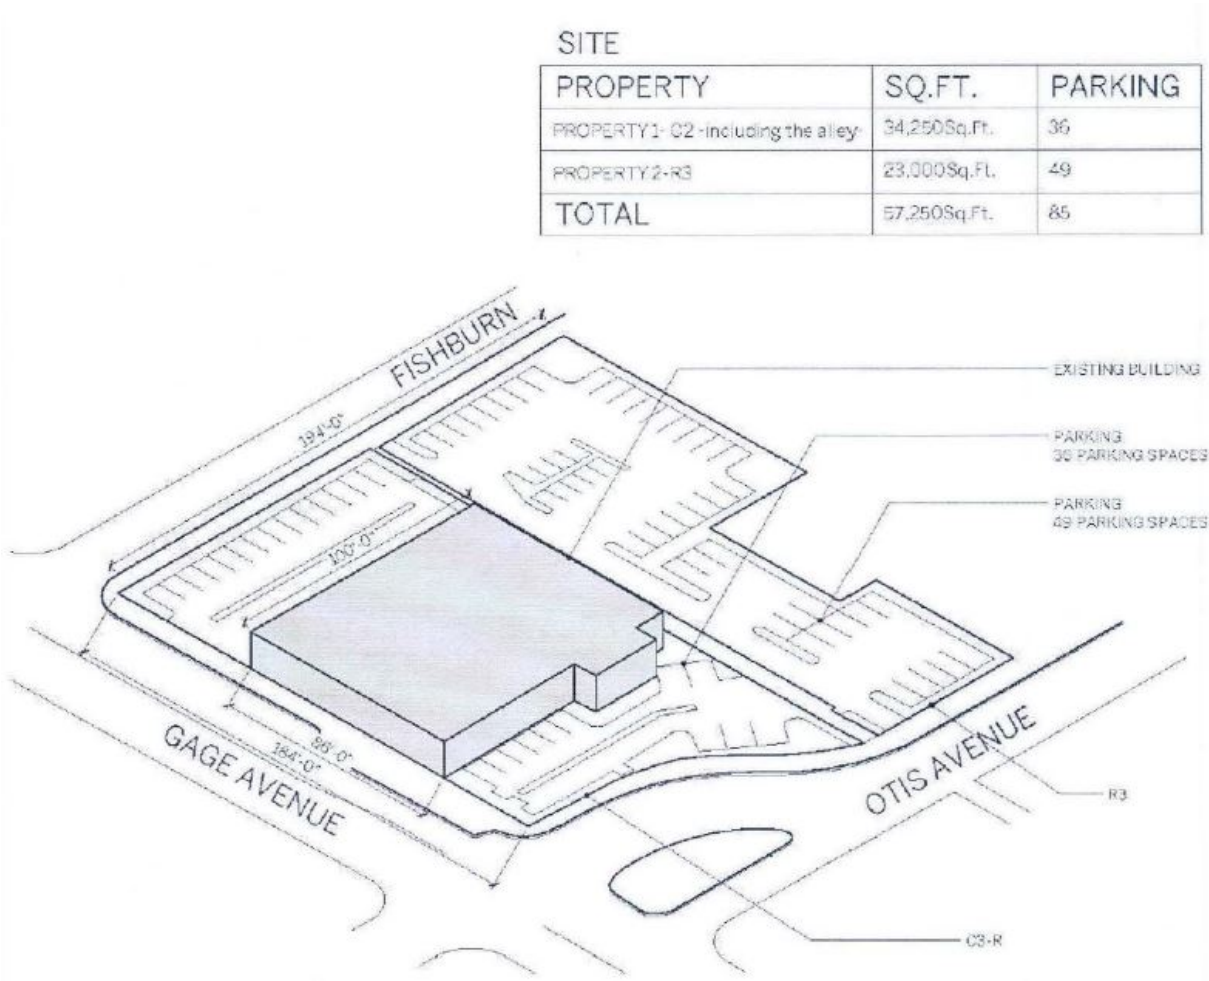 SITE
PROPERTY SQ.FT. PARKING
PROPERTY 1- C2 -including the alley- 34,250Sq.Ft. 36
PROPERTY 2-R3 23,000Sq.Ft. 49
TOTAL 57,250Sq.Ft. 85
FISHBURN
194'-0"
EXISTING BUILDING
PARKING
36 PARKING SPACES
PARKING
49 PARKING SPACES
100'-0"
GAGE AVENUE
86'-0"
184'-0"
OTIS AVENUE
R3
C3-R